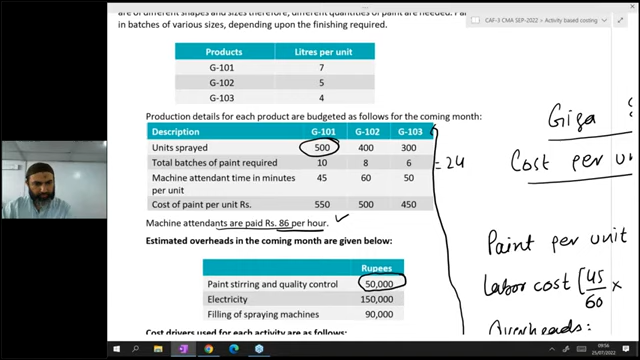 CAF-3 CMA SEP-2022 > Activity based costing
are of different shapes and sizes therefore, different quantities of paint are needed.
in batches of various sizes, depending upon the finishing required.
Products Litres per unit
G-101 7
G-102 5
G-103 4
Production details for each product are budgeted as follows for the coming month:
Description G-101 G-102 G-103
Units sprayed 500 400 300
Total batches of paint required 10 8 6 = 24
Machine attendant time in minutes per unit 45 60 50
Cost of paint per unit Rs. 550 500 450
Machine attendants are paid Rs. 86 per hour.
Estimated overheads in the coming month are given below:
Rupees
Paint stirring and quality control 50,000
Electricity 150,000
Filling of spraying machines 90,000
Cost drivers used for each activity are as follows:
Giga
Cost per un
Paint per unit
Labor cost [45/60 ×
Overheads:
09:56
25/07/2022